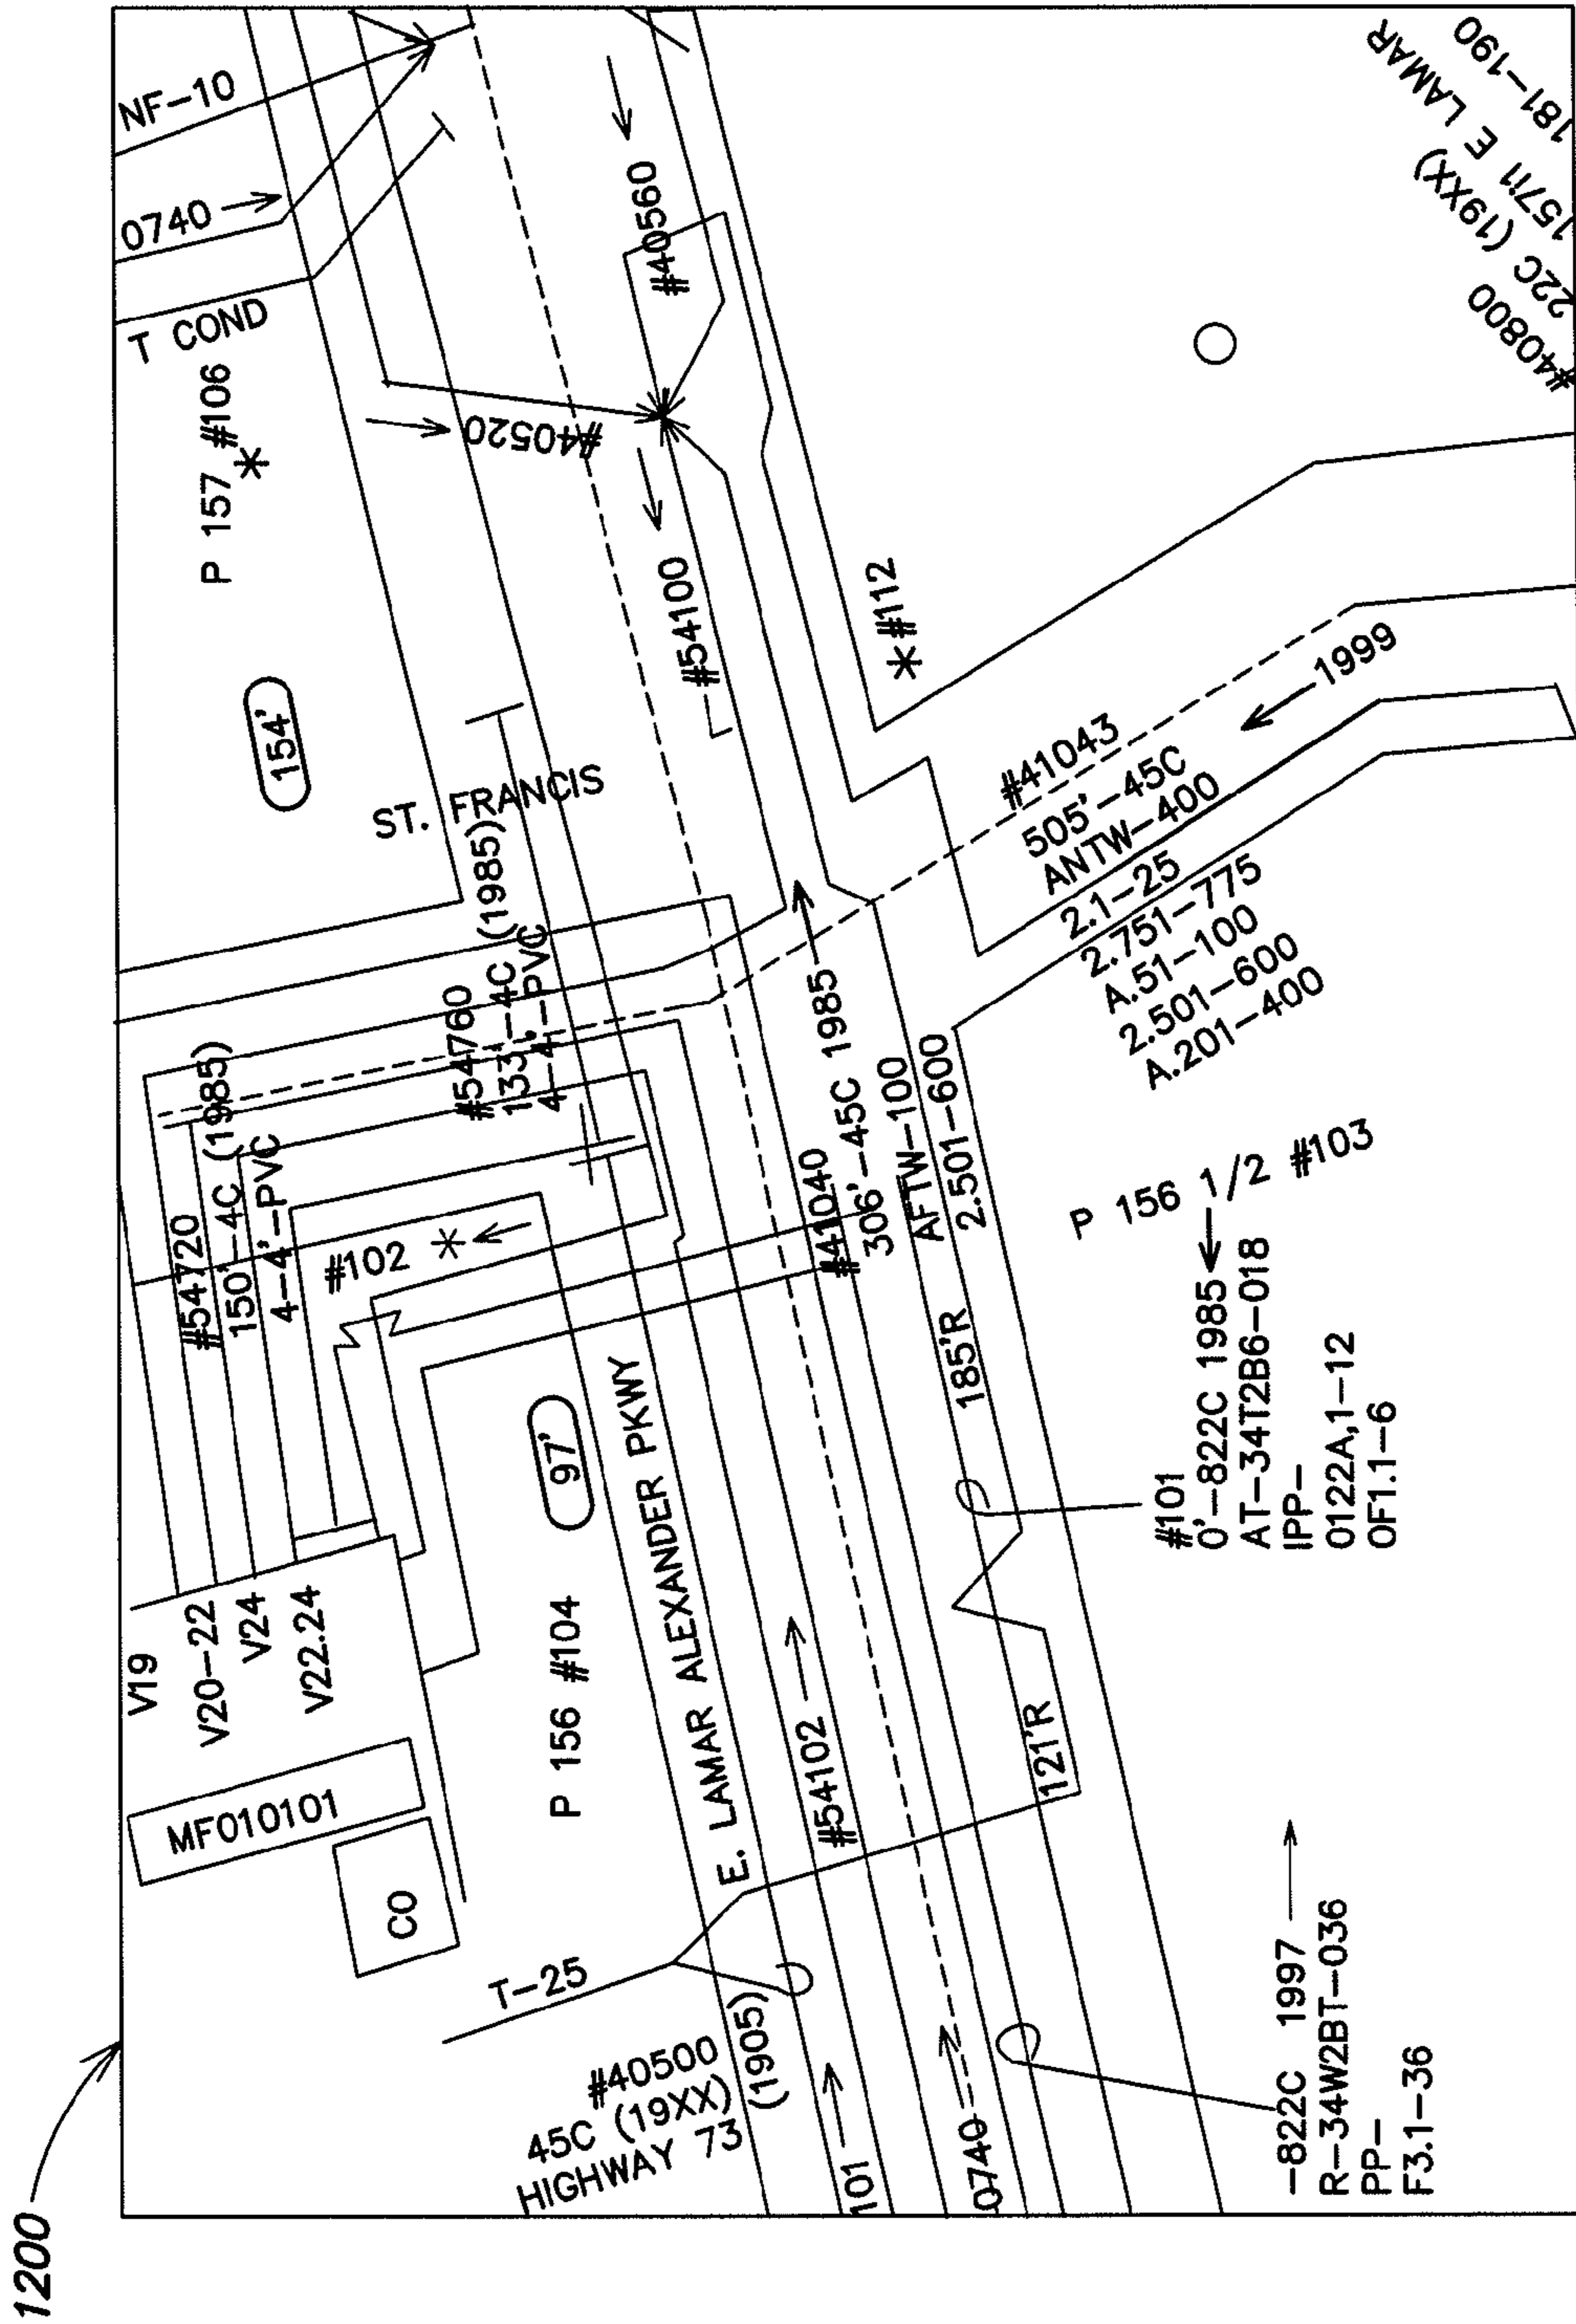 1200
V19
V20-22
V24
V22.24
MF010101
CO
#54720
150'-4C (1985)
4-4'-PVC
#102
#54760
133'-4C (1985)
4-4'-PVC
ST. FRANCIS
154'
P 157 #106
T COND
0740
NF-10
P 156 #104
97'
E. LAMAR ALEXANDER PKWY
T-25
#40500
45C (19XX)
HIGHWAY 73
(1905)
101
0740
#54102
#54100
#40520
#40560
#41040
306'-45C 1985
AFTW-100
2.501-600
185'R
121'R
#112
#41043
505'-45C
ANTW-400
2.1-25
2.751-775
A.51-100
2.501-600
A.201-400
1999
P 156 1/2 #103
#101
0'-822C 1985
AT-34T2B6-018
IPP-
0122A,1-12
OF1.1-6
-822C 1997
R-34W2BT-036
PP-
F3.1-36
#40800
22C (19XX)
E LAMAR
181-190